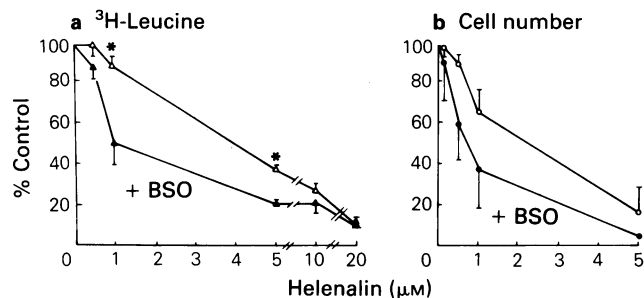 a ³H-Leucine
b Cell number
% Control
100
80
60
40
20
0 1 2 3 4 5 10 20
*
*
+ BSO
100
80
60
40
20
0 1 2 3 4 5
+ BSO
Helenalin (μM)